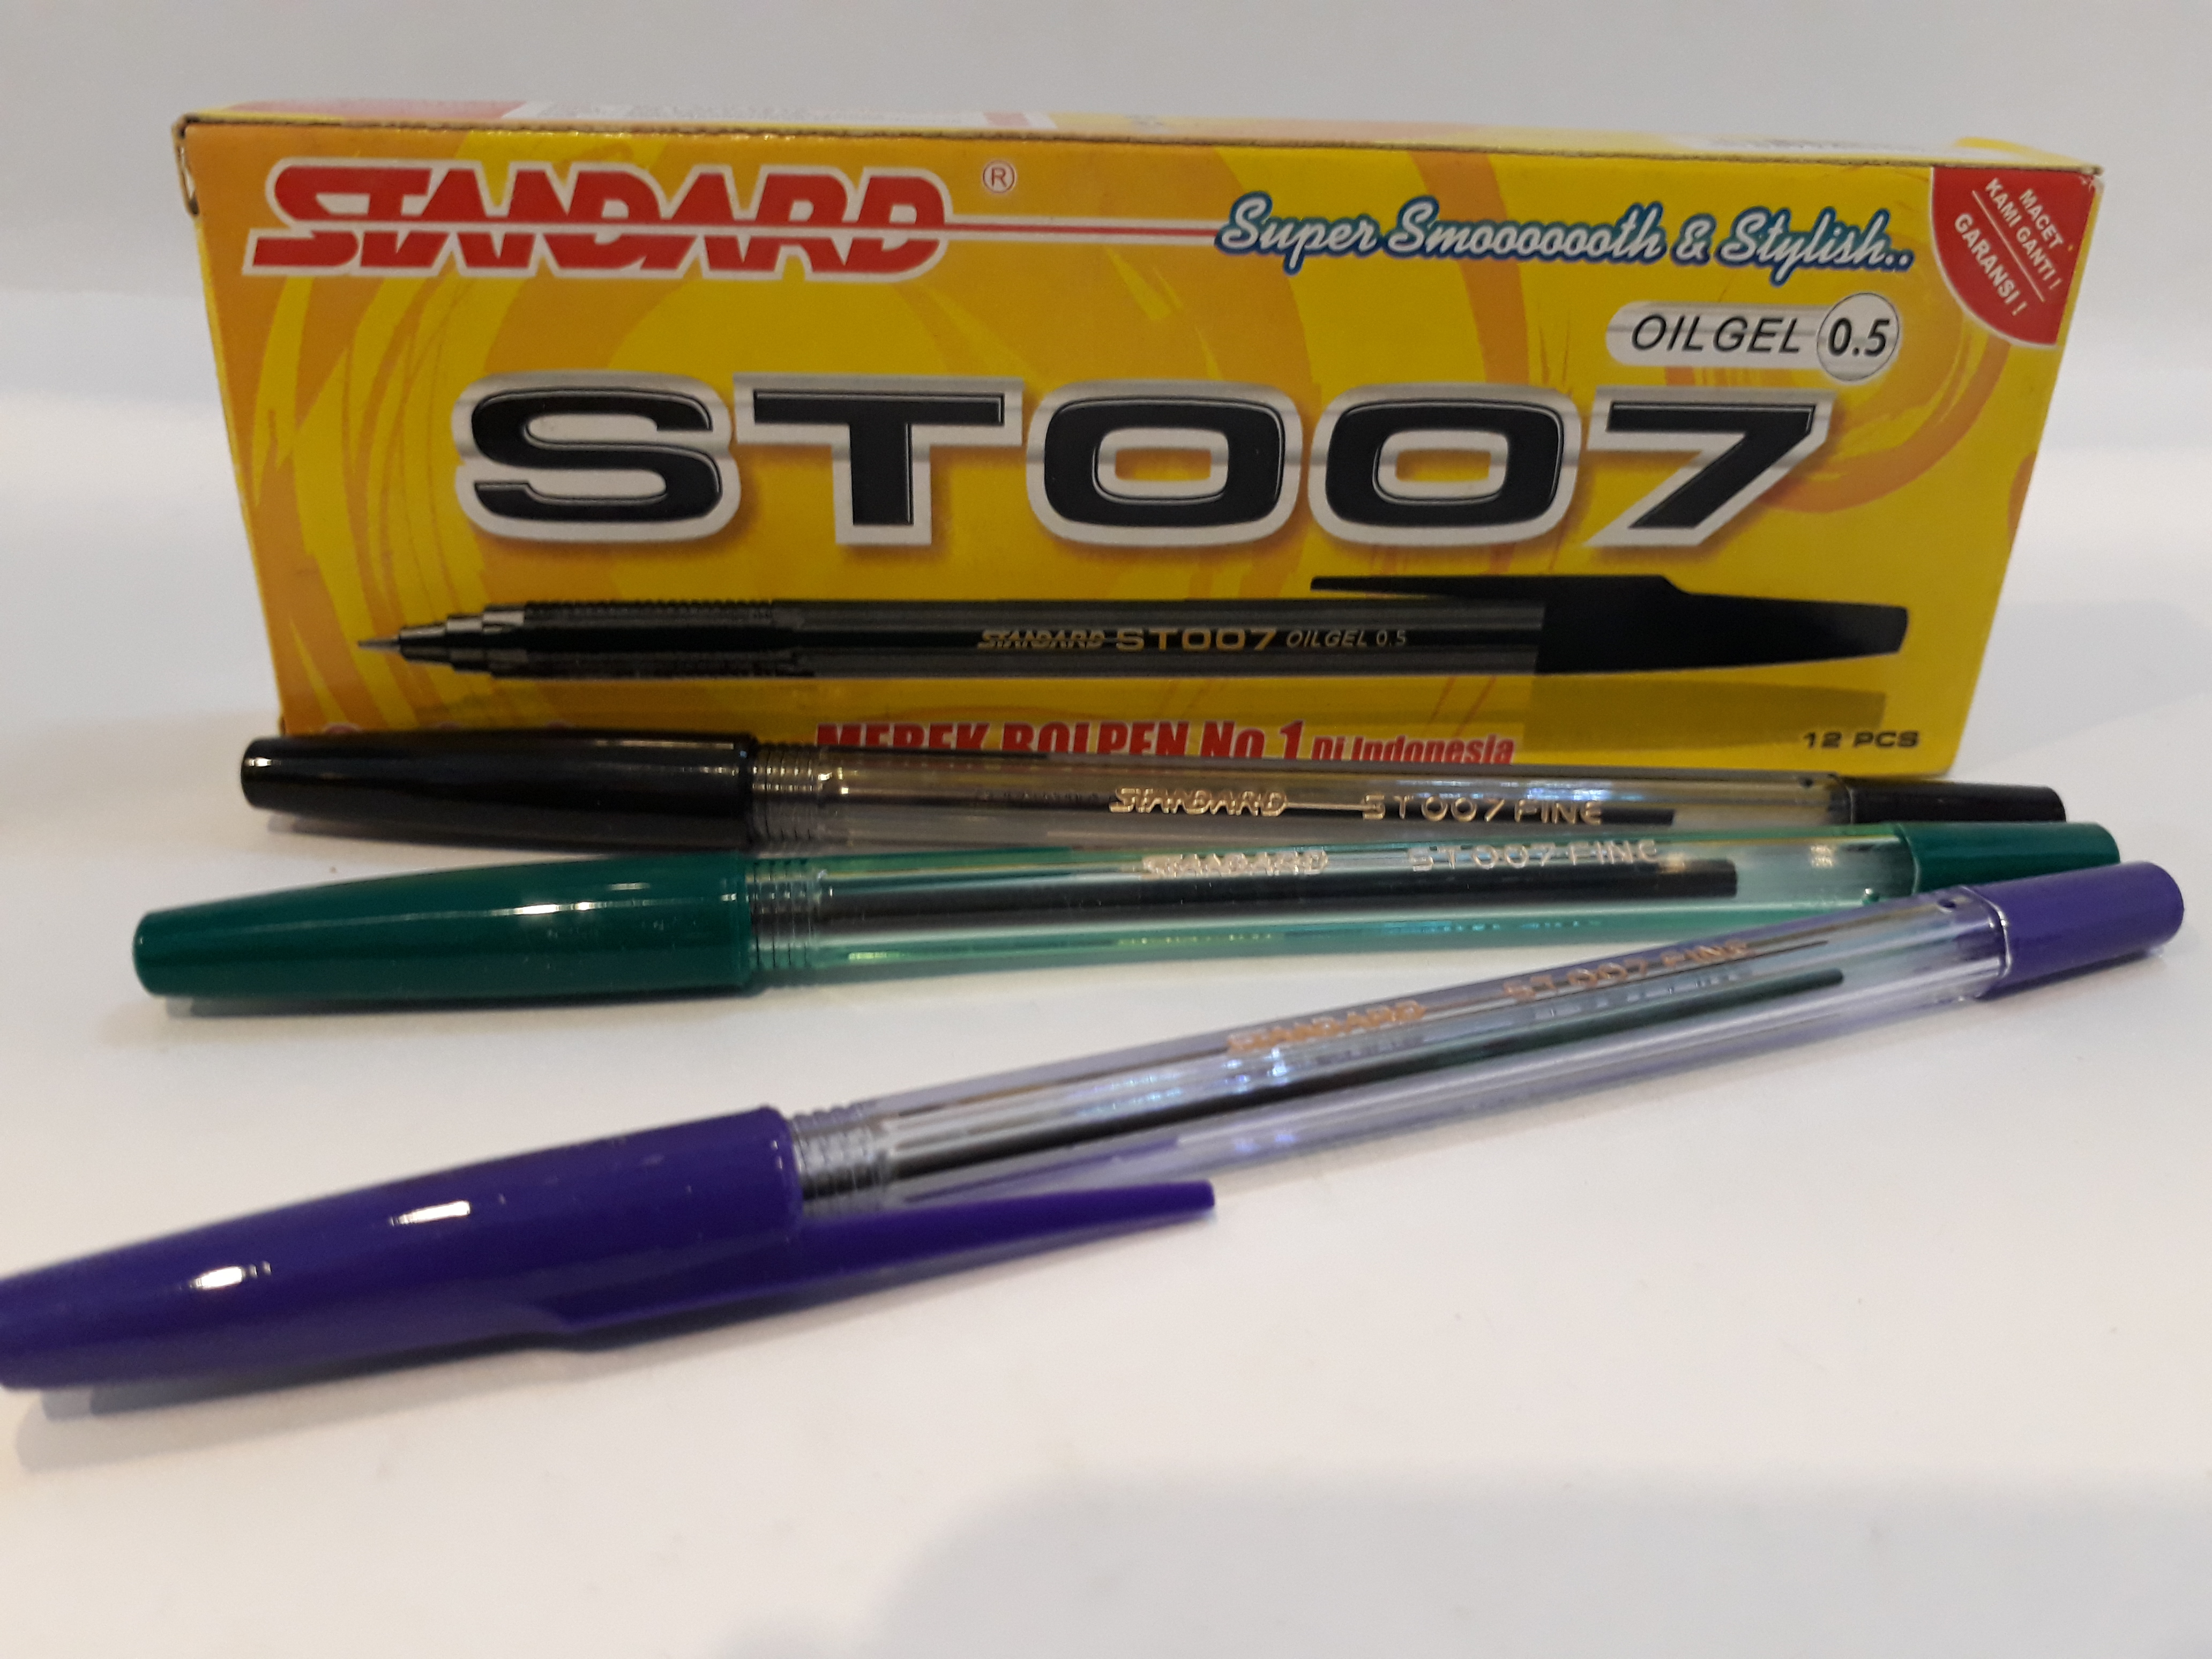 STANDARD ®
Super Smooooooth & Stylish..
MACET
KAMI GANTI !
GARANSI !
OILGEL 0.5
ST007
STANDARD ST007 OILGEL 0.5
MEREK BOLPEN No 1 Di Indonesia
12 PCS
STANDARD ST007 FINE
STANDARD ST007 FINE
STANDARD ST007 FINE